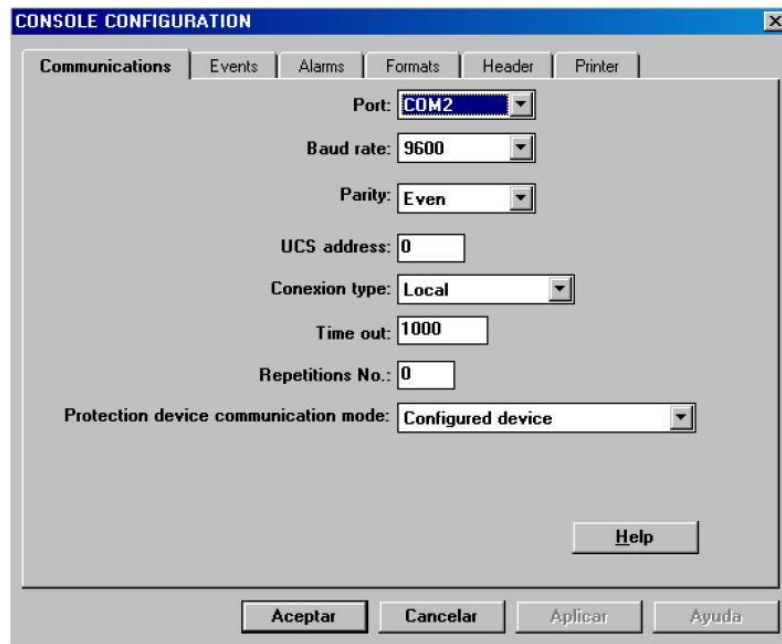 CONSOLE CONFIGURATION
Communications Events Alarms Formats Header Printer
Port: COM2
Baud rate: 9600
Parity: Even
UCS address: 0
Conexion type: Local
Time out: 1000
Repetitions No.: 0
Protection device communication mode: Configured device
Help
Aceptar Cancelar Aplicar Ayuda